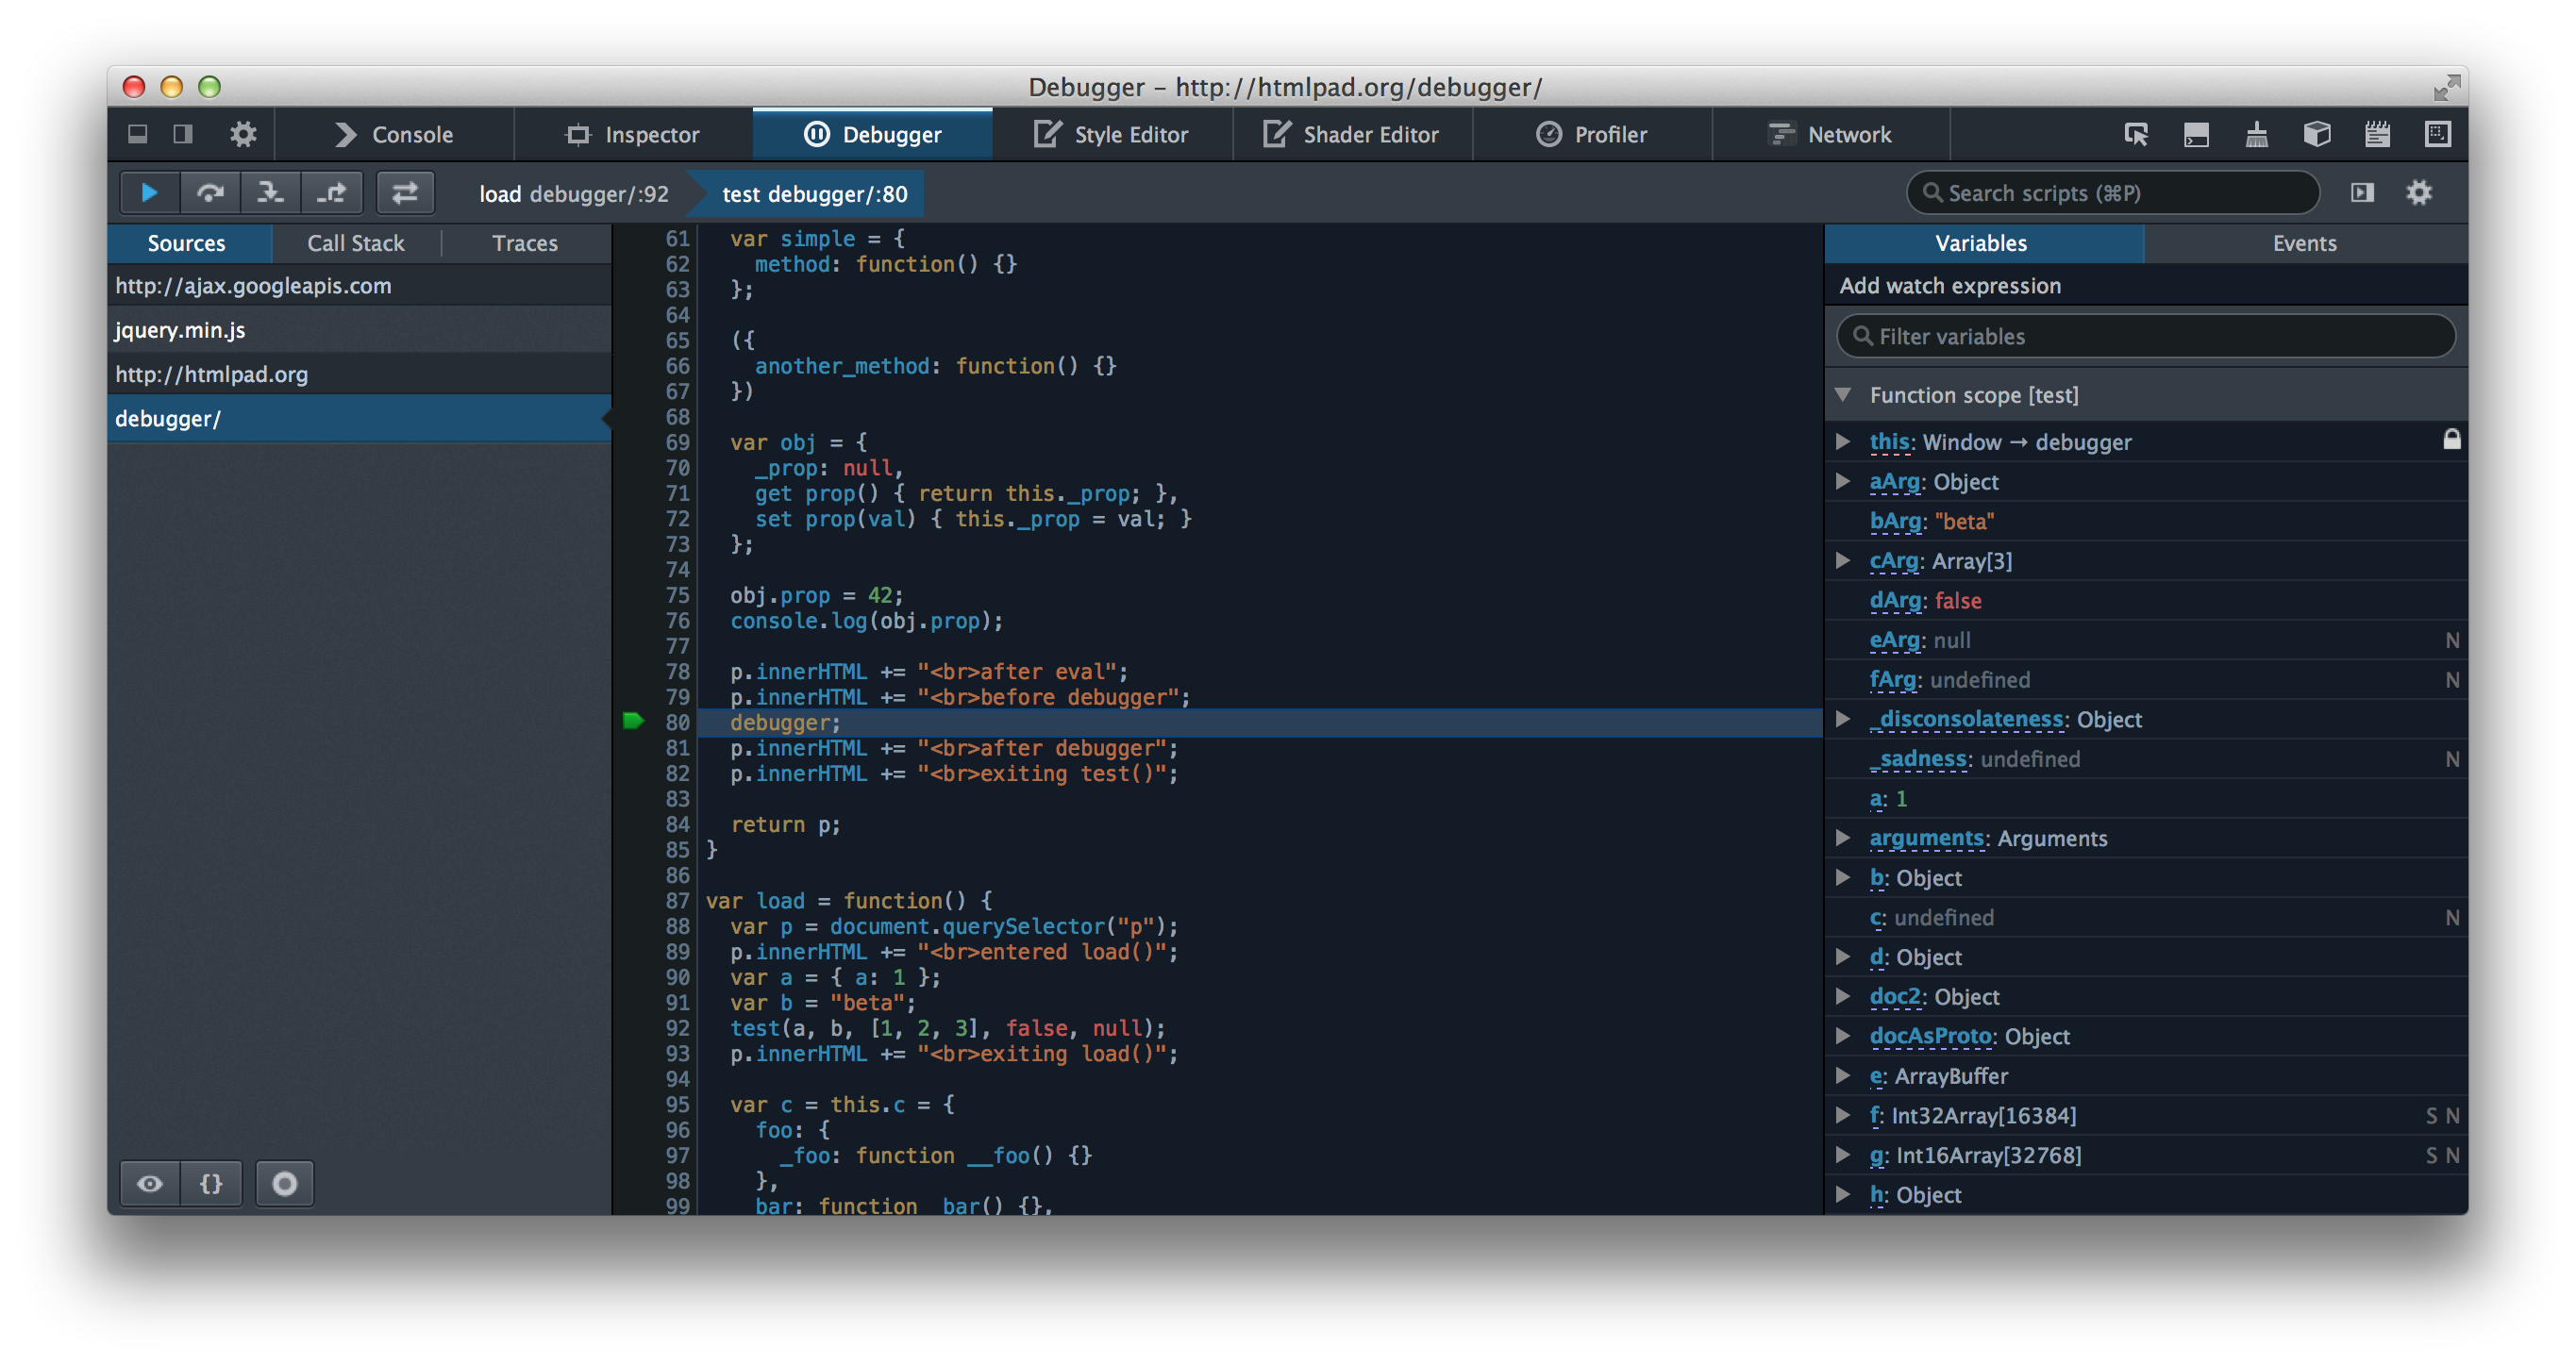 Debugger – http://htmlpad.org/debugger/
Console Inspector Debugger Style Editor Shader Editor Profiler Network
load debugger/:92 test debugger/:80 Search scripts (⌘P)
Sources Call Stack Traces
http://ajax.googleapis.com
jquery.min.js
http://htmlpad.org
debugger/
{}
61 var simple = {
62 method: function() {}
63 };
64
65 ({
66 another_method: function() {}
67 })
68
69 var obj = {
70 _prop: null,
71 get prop() { return this._prop; },
72 set prop(val) { this._prop = val; }
73 };
74
75 obj.prop = 42;
76 console.log(obj.prop);
77
78 p.innerHTML += "<br>after eval";
79 p.innerHTML += "<br>before debugger";
80 debugger;
81 p.innerHTML += "<br>after debugger";
82 p.innerHTML += "<br>exiting test()";
83
84 return p;
85 }
86
87 var load = function() {
88 var p = document.querySelector("p");
89 p.innerHTML += "<br>entered load()";
90 var a = { a: 1 };
91 var b = "beta";
92 test(a, b, [1, 2, 3], false, null);
93 p.innerHTML += "<br>exiting load()";
94
95 var c = this.c = {
96 foo: {
97 _foo: function __foo() {}
98 },
99 bar: function _bar() {},
Variables Events
Add watch expression
Filter variables
Function scope [test]
this: Window → debugger
aArg: Object
bArg: "beta"
cArg: Array[3]
dArg: false
eArg: null N
fArg: undefined N
_disconsolateness: Object
_sadness: undefined N
a: 1
arguments: Arguments
b: Object
c: undefined N
d: Object
doc2: Object
docAsProto: Object
e: ArrayBuffer
f: Int32Array[16384] S N
g: Int16Array[32768] S N
h: Object